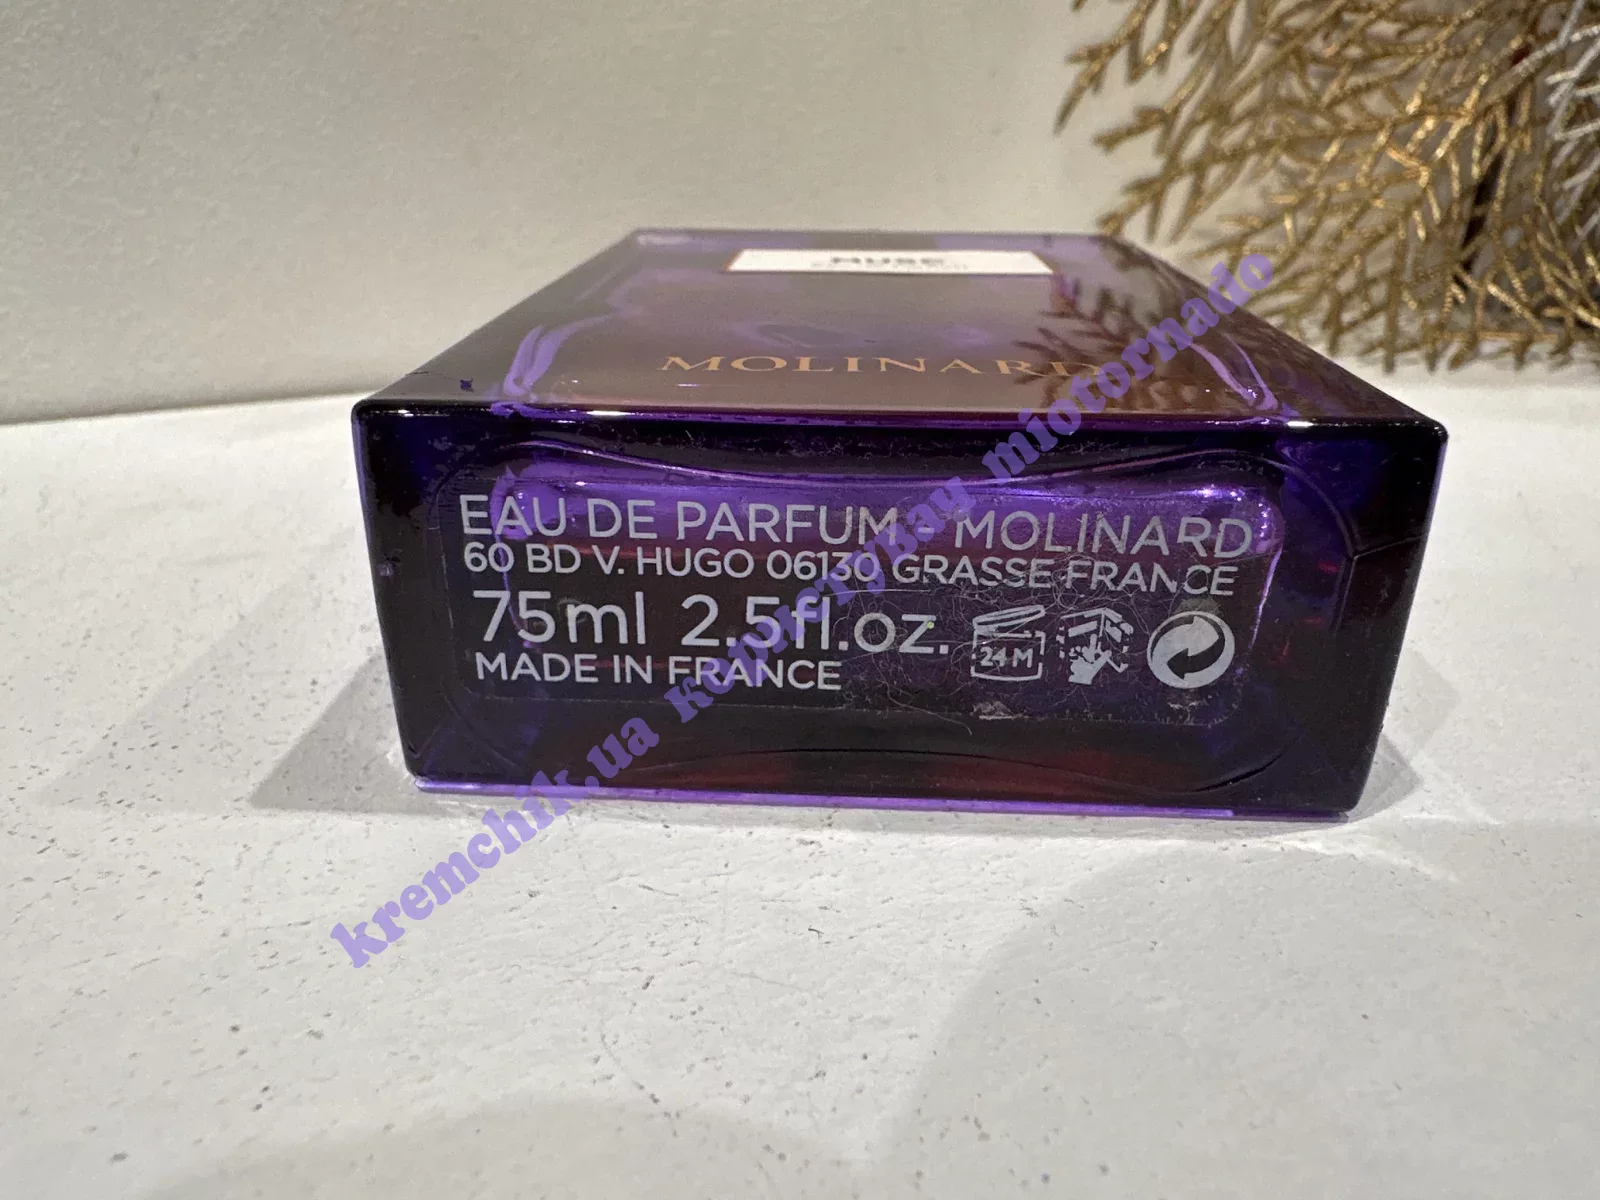 MUSC
MOLINARD
EAU DE PARFUM - MOLINARD
60 BD V. HUGO 06130 GRASSE FRANCE
75ml 2.5fl.oz.
24M
MADE IN FRANCE
kremchik.ua